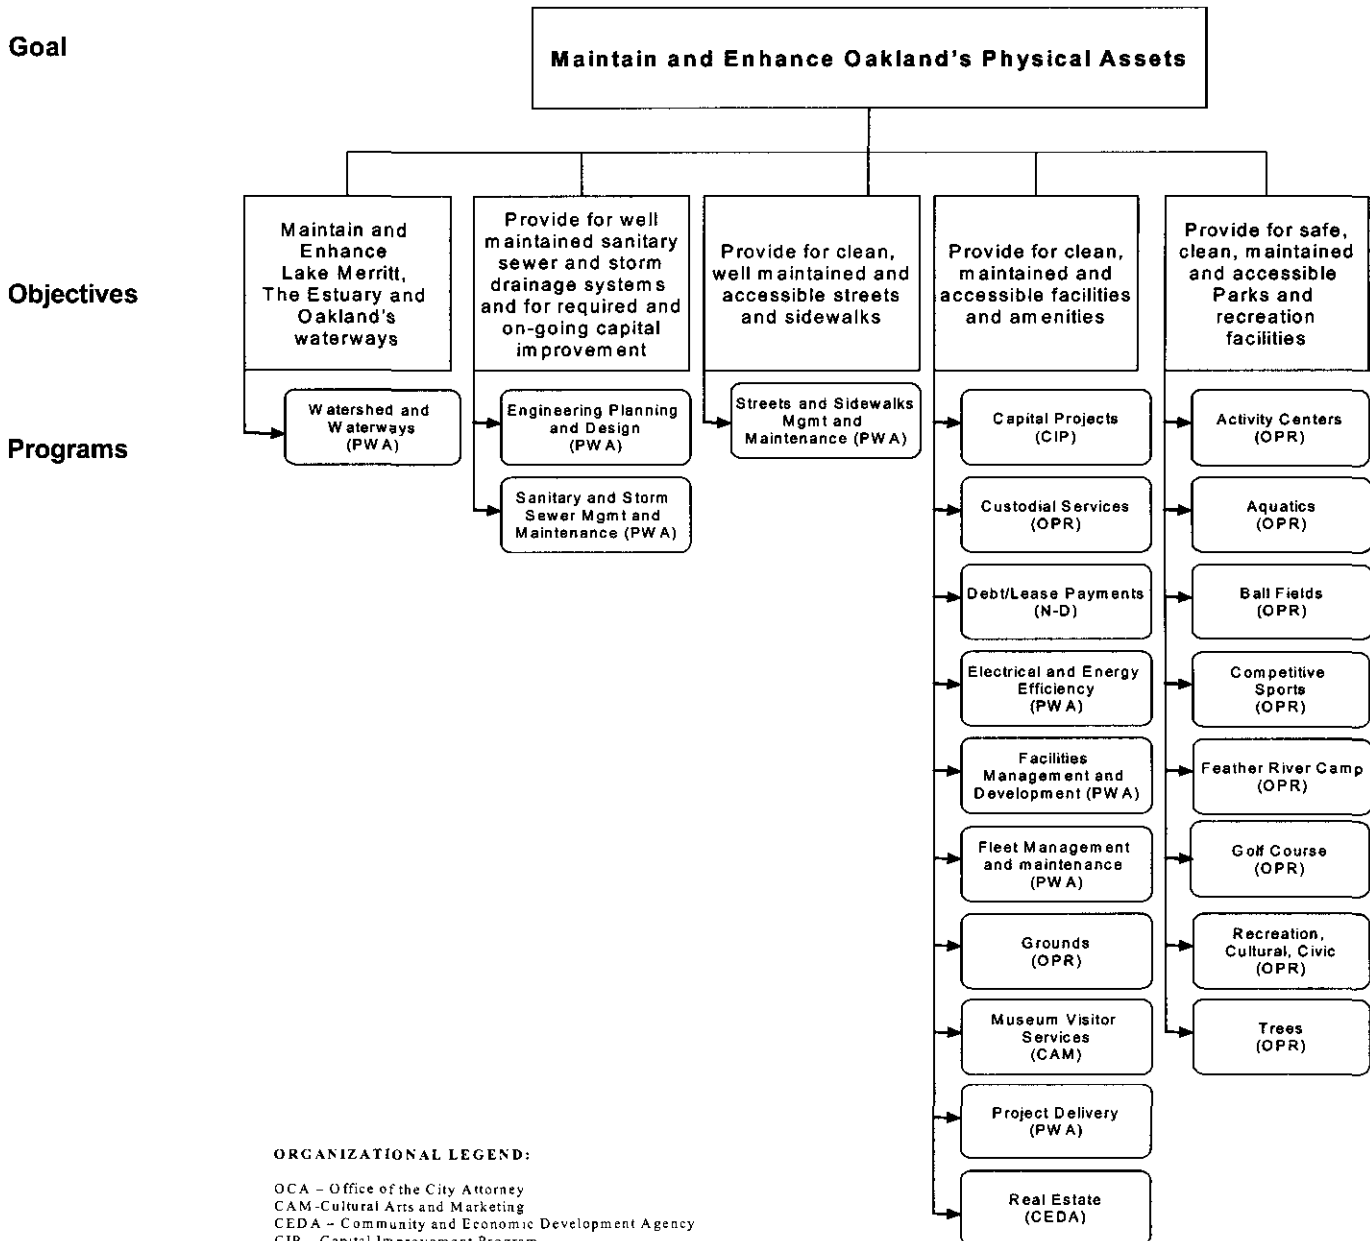 Goal
Maintain and Enhance Oakland's Physical Assets
Objectives
Maintain and
Enhance
Lake Merritt,
The Estuary and
Oakland's
waterways
Provide for well
maintained sanitary
sewer and storm
drainage systems
and for required and
on-going capital
improvement
Provide for clean,
well maintained and
accessible streets
and sidewalks
Provide for clean,
maintained and
accessible facilities
and amenities
Provide for safe,
clean, maintained
and accessible
Parks and
recreation
facilities
Programs
Watershed and
Waterways
(PWA)
Engineering Planning
and Design
(PWA)
Sanitary and Storm
Sewer Mgmt and
Maintenance (PWA)
Streets and Sidewalks
Mgmt and
Maintenance (PWA)
Capital Projects
(CIP)
Custodial Services
(OPR)
Debt/Lease Payments
(N-D)
Electrical and Energy
Efficiency
(PWA)
Facilities
Management and
Development (PWA)
Fleet Management
and maintenance
(PWA)
Grounds
(OPR)
Museum Visitor
Services
(CAM)
Project Delivery
(PWA)
Real Estate
(CEDA)
Activity Centers
(OPR)
Aquatics
(OPR)
Ball Fields
(OPR)
Competitive
Sports
(OPR)
Feather River Camp
(OPR)
Golf Course
(OPR)
Recreation,
Cultural, Civic
(OPR)
Trees
(OPR)
ORGANIZATIONAL LEGEND:
OCA – Office of the City Attorney
CAM-Cultural Arts and Marketing
CEDA – Community and Economic Development Agency
CIP – Capital Improvement Program